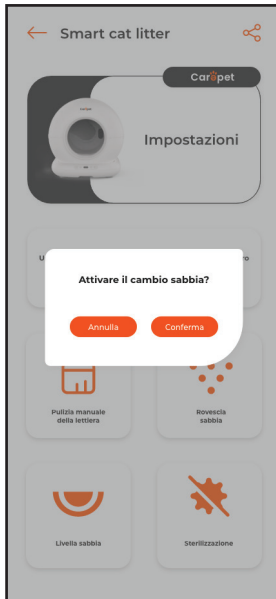 Smart cat litter
Carepet
Impostazioni
Attivare il cambio sabbia?
Annulla
Conferma
Pulizia manuale
della lettiera
Rovescia
sabbia
Livella sabbia
Sterilizzazione